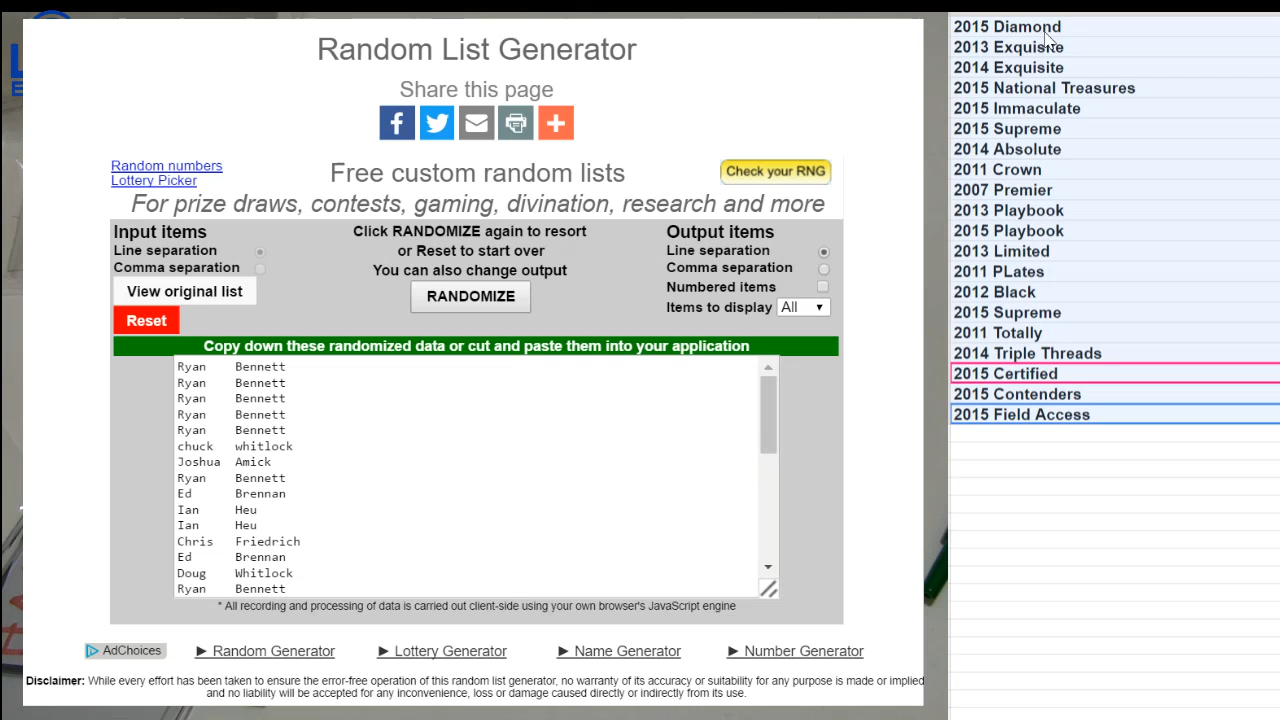 Random List Generator
Share this page
Random numbers
Lottery Picker
Free custom random lists
Check your RNG
For prize draws, contests, gaming, divination, research and more
Input items
Line separation
Comma separation
View original list
Reset
Click RANDOMIZE again to resort
or Reset to start over
You can also change output
RANDOMIZE
Output items
Line separation
Comma separation
Numbered items
Items to display All
Copy down these randomized data or cut and paste them into your application
Ryan Bennett
Ryan Bennett
Ryan Bennett
Ryan Bennett
Ryan Bennett
chuck whitlock
Joshua Amick
Ryan Bennett
Ed Brennan
Ian Heu
Ian Heu
Chris Friedrich
Ed Brennan
Doug Whitlock
Ryan Bennett
* All recording and processing of data is carried out client-side using your own browser's JavaScript engine
AdChoices
► Random Generator
► Lottery Generator
► Name Generator
► Number Generator
Disclaimer: While every effort has been taken to ensure the error-free operation of this random list generator, no warranty of its accuracy or suitability for any purpose is made or implied
and no liability will be accepted for any inconvenience, loss or damage caused directly or indirectly from its use.
2015 Diamond
2013 Exquisite
2014 Exquisite
2015 National Treasures
2015 Immaculate
2015 Supreme
2014 Absolute
2011 Crown
2007 Premier
2013 Playbook
2015 Playbook
2013 Limited
2011 PLates
2012 Black
2015 Supreme
2011 Totally
2014 Triple Threads
2015 Certified
2015 Contenders
2015 Field Access